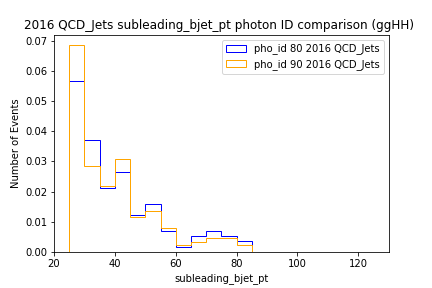 2016 QCD_Jets subleading_bjet_pt photon ID comparison (ggHH)
0.07
0.06
0.05
0.04
0.03
0.02
0.01
0.00
Number of Events
pho_id 80 2016 QCD_Jets
pho_id 90 2016 QCD_Jets
20 40 60 80 100 120
subleading_bjet_pt